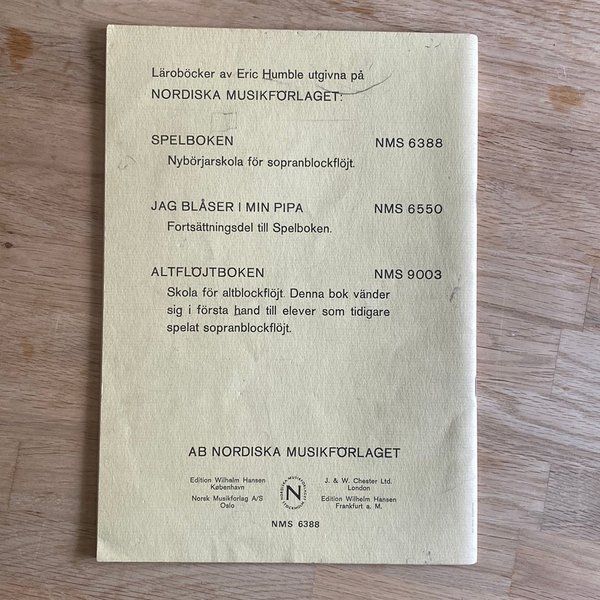 Läroböcker av Eric Humble utgivna på
NORDISKA MUSIKFÖRLAGET:
SPELBOKEN NMS 6388
Nybörjarskola för sopranblockflöjt.
JAG BLÅSER I MIN PIPA NMS 6550
Fortsättningsdel till Spelboken.
ALTFLÖJTBOKEN NMS 9003
Skola för altblockflöjt. Denna bok vänder
sig i första hand till elever som tidigare
spelat sopranblockflöjt.
AB NORDISKA MUSIKFÖRLAGET
Edition Wilhelm Hansen
København
Norsk Musikforlag A/S
Oslo
NORDISKA MUSIKFÖRLAGET
STOCKHOLM
N
J. & W. Chester Ltd.
London
Edition Wilhelm Hansen
Frankfurt a. M.
NMS 6388